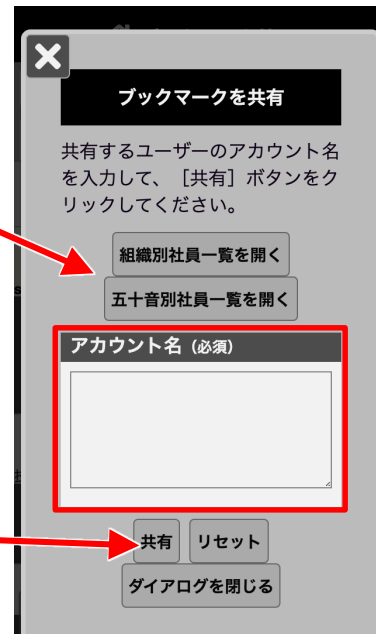 ブックマークを共有
共有するユーザーのアカウント名
を入力して、［共有］ボタンをク
リックしてください。
組織別社員一覧を開く
五十音別社員一覧を開く
アカウント名（必須）
共有 リセット
ダイアログを閉じる